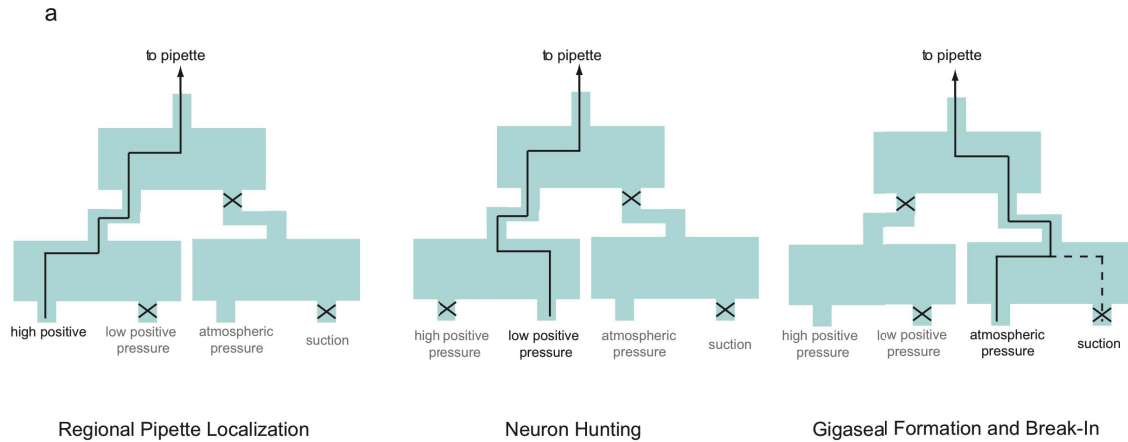 a
to pipette
high positive
low positive
pressure
atmospheric
pressure
suction
Regional Pipette Localization
to pipette
high positive
pressure
low positive
pressure
atmospheric
pressure
suction
Neuron Hunting
to pipette
high positive
pressure
low positive
pressure
atmospheric
pressure
suction
Gigaseal Formation and Break-In